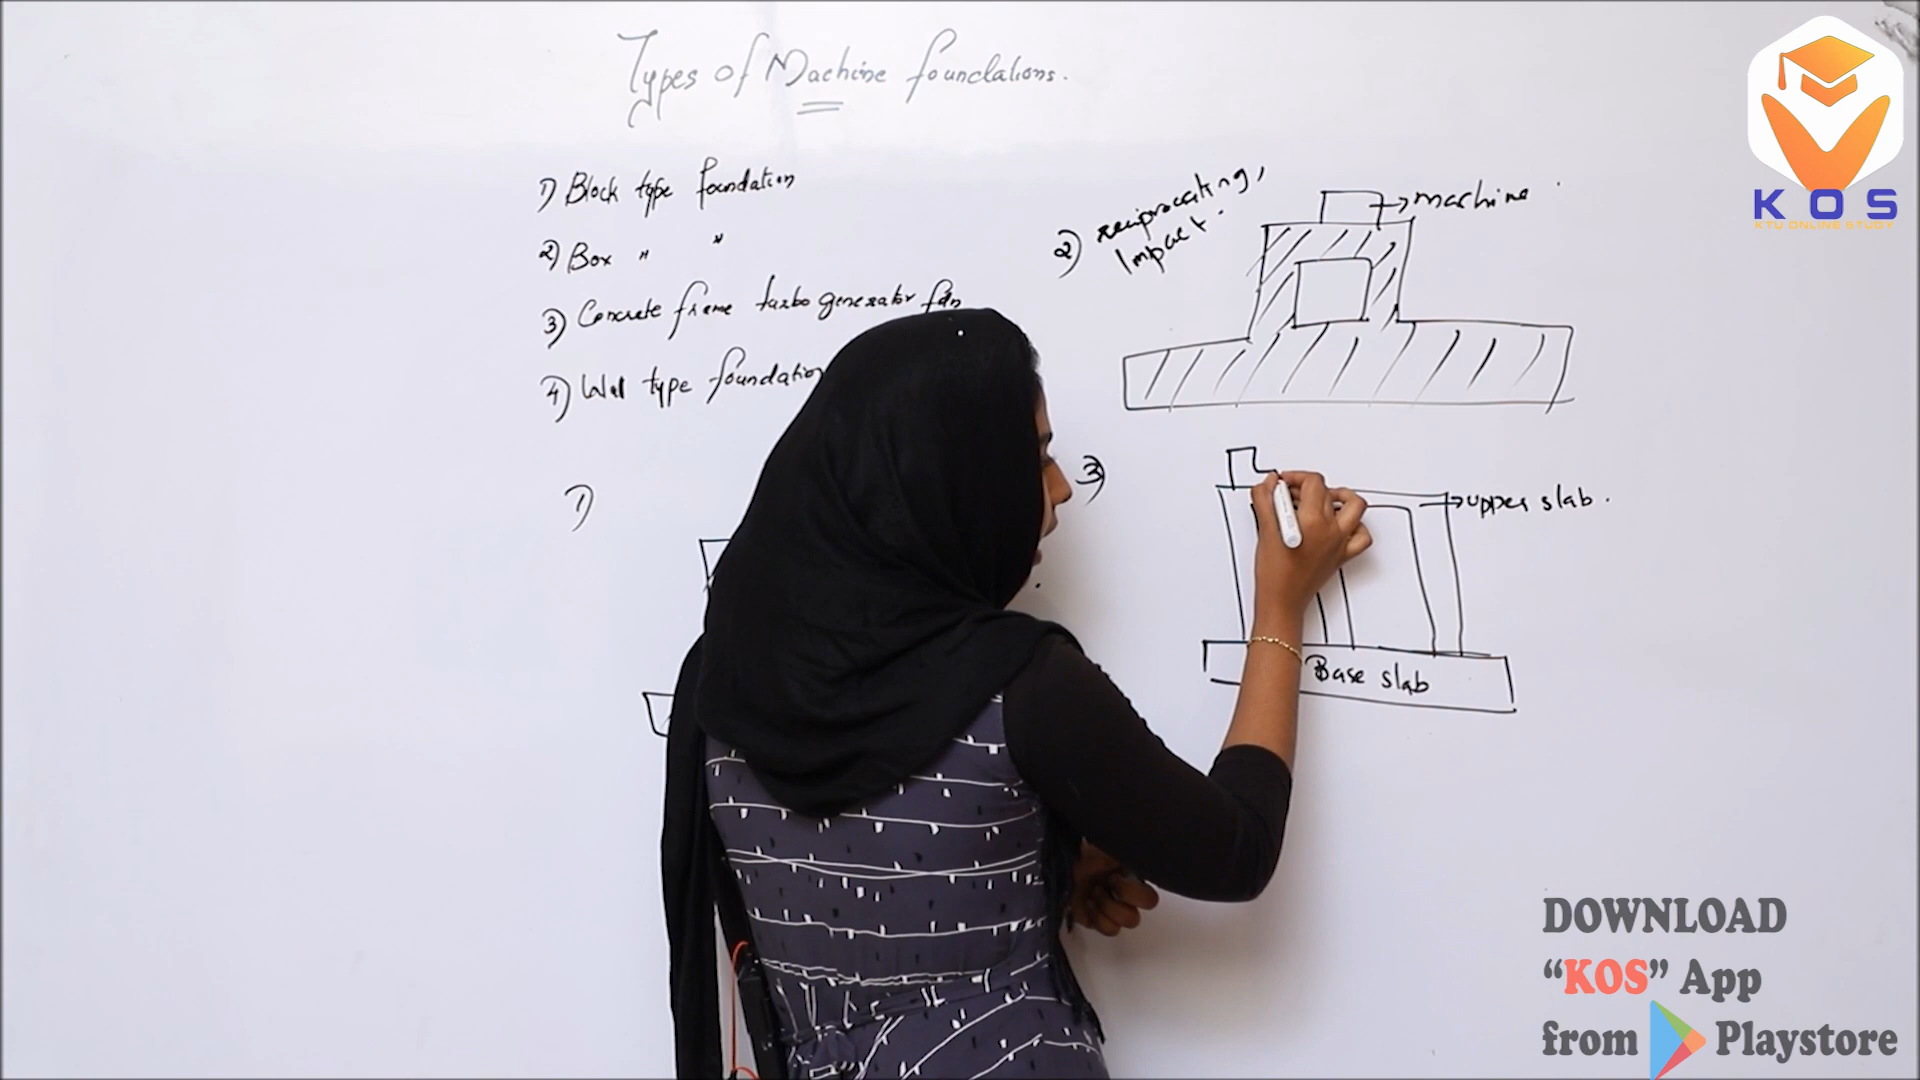 Types of Machine foundations.
1) Block type foundation
2) Box " "
3) Concrete frame turbo generator fdn
4) Wall type foundation
1)
2) reciprocating,
Impact.
machine
3)
upper slab.
Base slab
KOS
KTU ONLINE STUDY
DOWNLOAD
“KOS” App
from Playstore